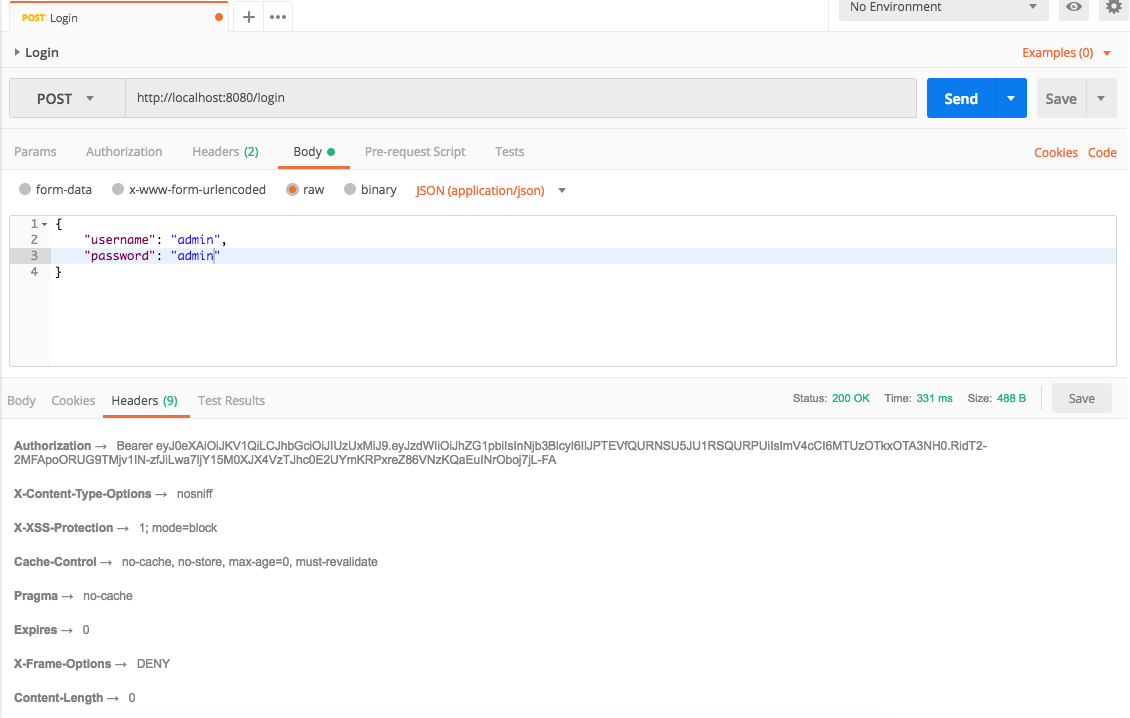 POST Login
No Environment
Login
Examples (0)
POST
http://localhost:8080/login
Send
Save
Params Authorization Headers (2) Body Pre-request Script Tests
Cookies Code
form-data x-www-form-urlencoded raw binary JSON (application/json)
1 {
2 "username": "admin",
3 "password": "admin"
4 }
Body Cookies Headers (9) Test Results
Status: 200 OK Time: 331 ms Size: 488 B
Save
Authorization → Bearer eyJ0eXAiOiJKV1QiLCJhbGciOiJIUzUxMiJ9.eyJzdWIiOiJhZG1pbiIsInNjb3BlcyI6IlJPTEVfQURNSU5JU1RSQURPUiIsImV4cCI6MTUzOTkxOTA3NH0.RidT2-
2MFApoORUG9TMjv1IN-zfJiLwa7ljY15M0XJX4VzTJhc0E2UYmKRPxreZ86VNzKQaEuINrOboj7jL-FA
X-Content-Type-Options → nosniff
X-XSS-Protection → 1; mode=block
Cache-Control → no-cache, no-store, max-age=0, must-revalidate
Pragma → no-cache
Expires → 0
X-Frame-Options → DENY
Content-Length → 0